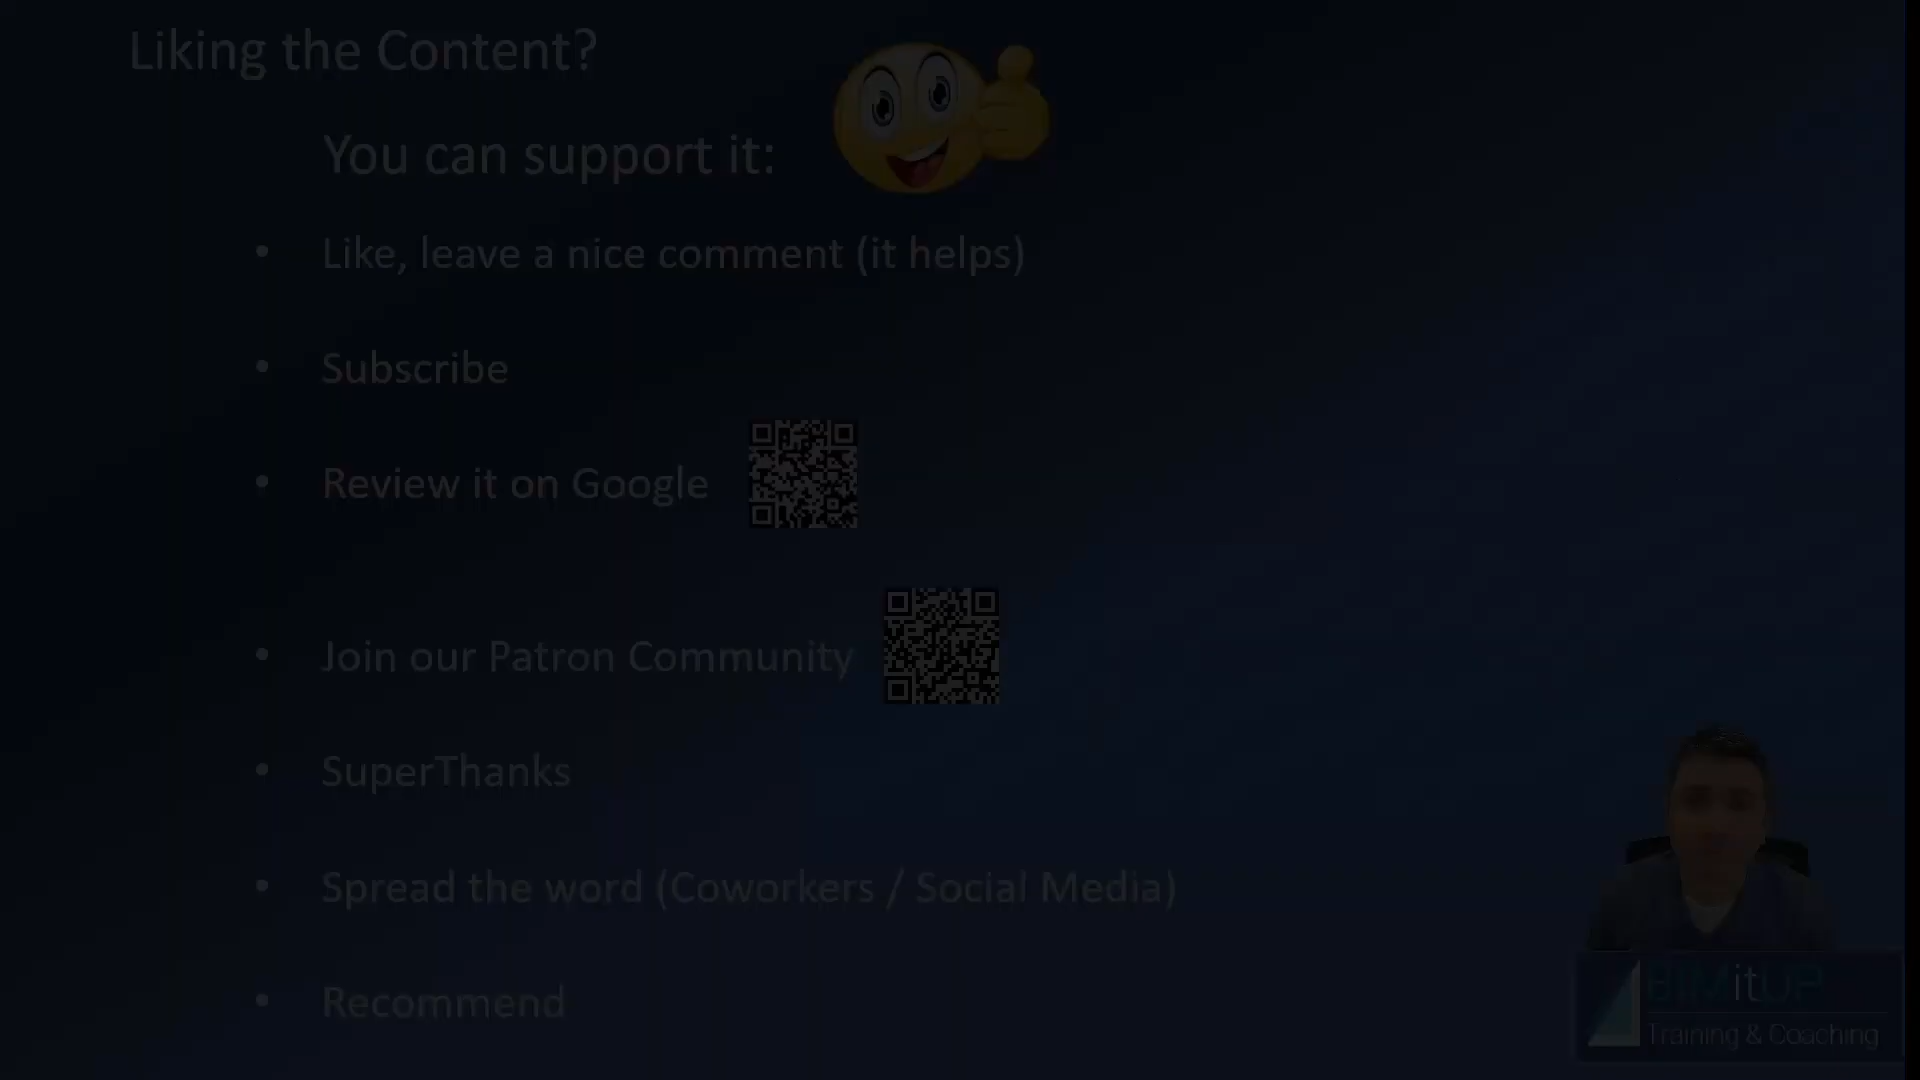 Liking the Content?
You can support it:
• Like, leave a nice comment (it helps)
• Subscribe
• Review it on Google
• Join our Patron Community
• SuperThanks
• Spread the word (Coworkers / Social Media)
• Recommend
BIMitUP
Training & Coaching